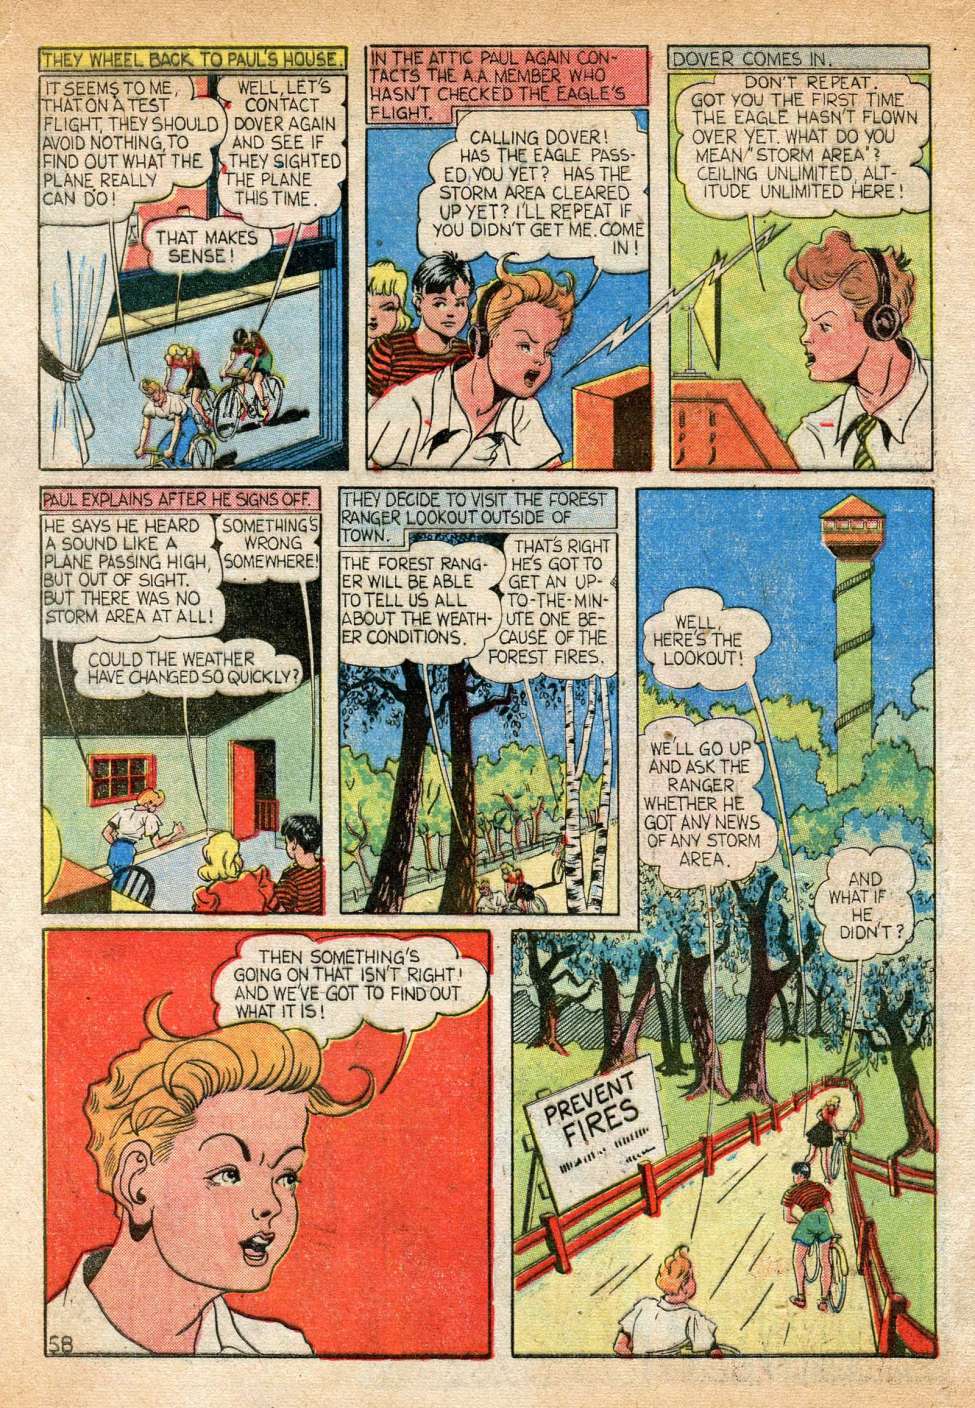 THEY WHEEL BACK TO PAUL'S HOUSE.
IT SEEMS TO ME,
THAT ON A TEST
FLIGHT, THEY SHOULD
AVOID NOTHING, TO
FIND OUT WHAT THE
PLANE REALLY
CAN DO!
WELL, LET'S
CONTACT
DOVER AGAIN
AND SEE IF
THEY SIGHTED
THE PLANE
THIS TIME.
THAT MAKES
SENSE!
IN THE ATTIC PAUL AGAIN CON-
TACTS THE A.A. MEMBER WHO
HASN'T CHECKED THE EAGLE'S
FLIGHT.
CALLING DOVER!
HAS THE EAGLE PASS-
ED YOU YET? HAS THE
STORM AREA CLEARED
UP YET? I'LL REPEAT IF
YOU DIDN'T GET ME. COME
IN!
DOVER COMES IN.
DON'T REPEAT.
GOT YOU THE FIRST TIME
THE EAGLE HASN'T FLOWN
OVER YET. WHAT DO YOU
MEAN "STORM AREA"?
CEILING UNLIMITED, ALT-
ITUDE UNLIMITED HERE!
PAUL EXPLAINS AFTER HE SIGNS OFF.
HE SAYS HE HEARD
A SOUND LIKE A
PLANE PASSING HIGH,
BUT OUT OF SIGHT.
BUT THERE WAS NO
STORM AREA AT ALL!
SOMETHING'S
WRONG
SOMEWHERE!
COULD THE WEATHER
HAVE CHANGED SO QUICKLY?
THEY DECIDE TO VISIT THE FOREST
RANGER LOOKOUT OUTSIDE OF
TOWN.
THE FOREST RANG-
ER WILL BE ABLE
TO TELL US ALL
ABOUT THE WEATH-
ER CONDITIONS.
THAT'S RIGHT
HE'S GOT TO
GET AN UP-
TO-THE-MIN-
UTE ONE BE-
CAUSE OF THE
FOREST FIRES.
WELL,
HERE'S THE
LOOKOUT!
WE'LL GO UP
AND ASK THE
RANGER
WHETHER HE
GOT ANY NEWS
OF ANY STORM
AREA.
AND
WHAT IF
HE
DIDN'T?
PREVENT
FIRES
THEN SOMETHING'S
GOING ON THAT ISN'T RIGHT!
AND WE'VE GOT TO FIND OUT
WHAT IT IS!
58